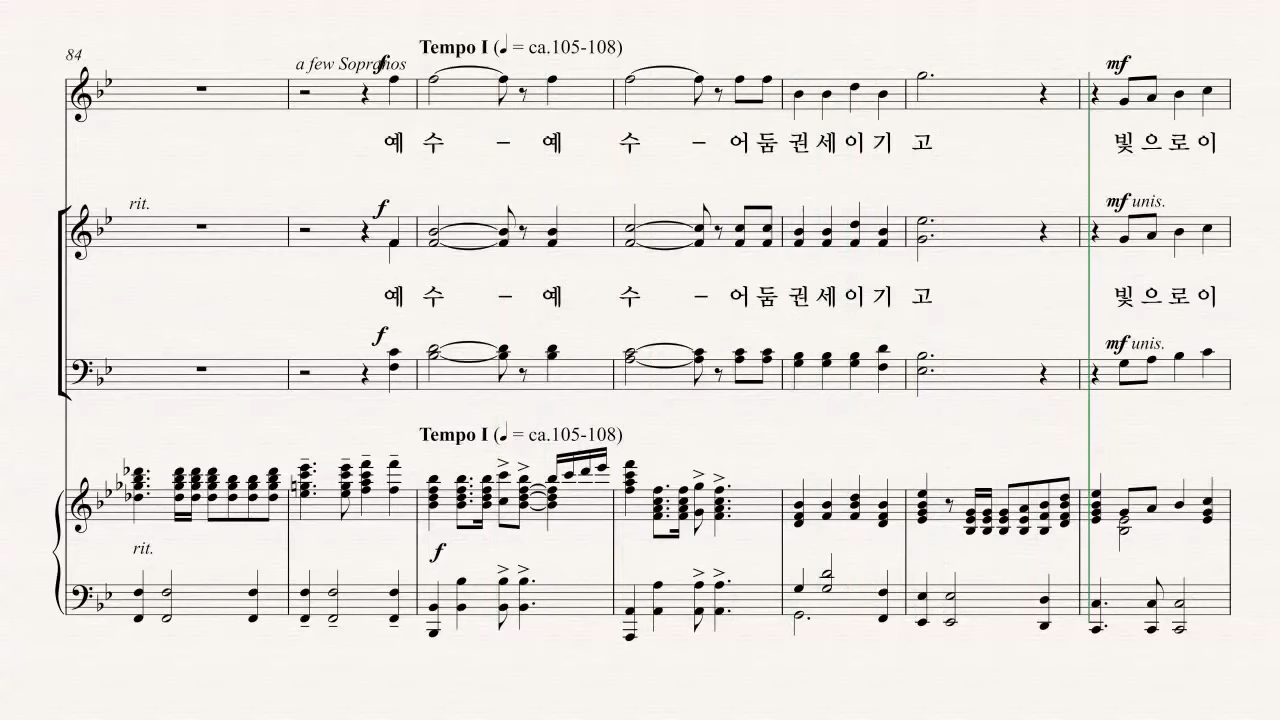 Tempo I (♩ = ca.105-108)
84
a few Sopranos
f
mf
예 수 – 예 수 – 어 둠 권 세 이 기 고 빛 으 로 이
rit.
f
mf unis.
예 수 – 예 수 – 어 둠 권 세 이 기 고 빛 으 로 이
f
mf unis.
Tempo I (♩ = ca.105-108)
rit.
f